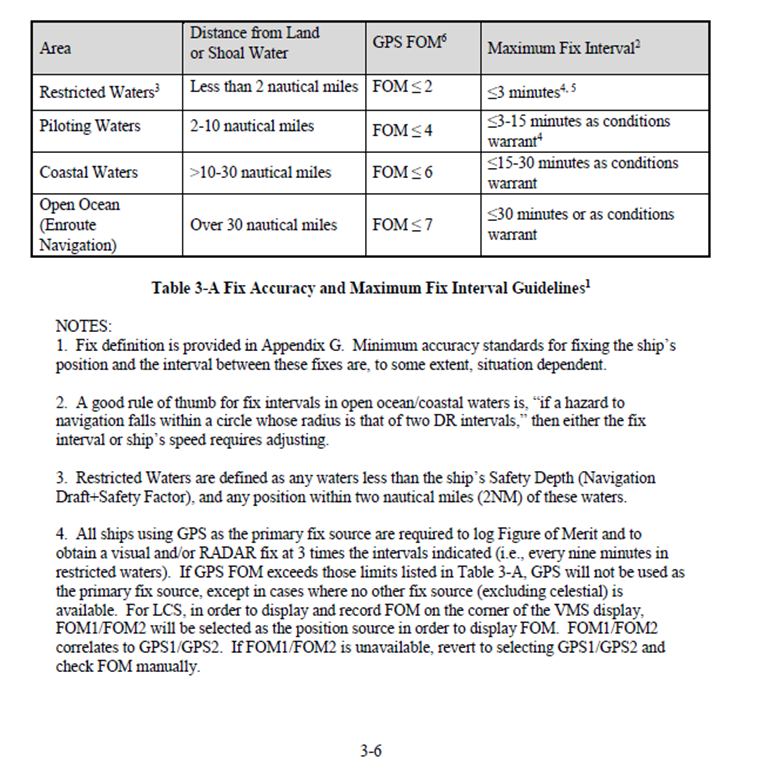 Area
Distance from Land
or Shoal Water
GPS FOM⁶
Maximum Fix Interval²
Restricted Waters³
Less than 2 nautical miles
FOM ≤ 2
≤3 minutes⁴,⁵
Piloting Waters
2-10 nautical miles
FOM ≤ 4
≤3-15 minutes as conditions
warrant⁴
Coastal Waters
>10-30 nautical miles
FOM ≤ 6
≤15-30 minutes as conditions
warrant
Open Ocean
(Enroute
Navigation)
Over 30 nautical miles
FOM ≤ 7
≤30 minutes or as conditions
warrant
Table 3-A Fix Accuracy and Maximum Fix Interval Guidelines¹
NOTES:
1. Fix definition is provided in Appendix G. Minimum accuracy standards for fixing the ship's
position and the interval between these fixes are, to some extent, situation dependent.
2. A good rule of thumb for fix intervals in open ocean/coastal waters is, “if a hazard to
navigation falls within a circle whose radius is that of two DR intervals,” then either the fix
interval or ship's speed requires adjusting.
3. Restricted Waters are defined as any waters less than the ship's Safety Depth (Navigation
Draft+Safety Factor), and any position within two nautical miles (2NM) of these waters.
4. All ships using GPS as the primary fix source are required to log Figure of Merit and to
obtain a visual and/or RADAR fix at 3 times the intervals indicated (i.e., every nine minutes in
restricted waters). If GPS FOM exceeds those limits listed in Table 3-A, GPS will not be used as
the primary fix source, except in cases where no other fix source (excluding celestial) is
available. For LCS, in order to display and record FOM on the corner of the VMS display,
FOM1/FOM2 will be selected as the position source in order to display FOM. FOM1/FOM2
correlates to GPS1/GPS2. If FOM1/FOM2 is unavailable, revert to selecting GPS1/GPS2 and
check FOM manually.
3-6